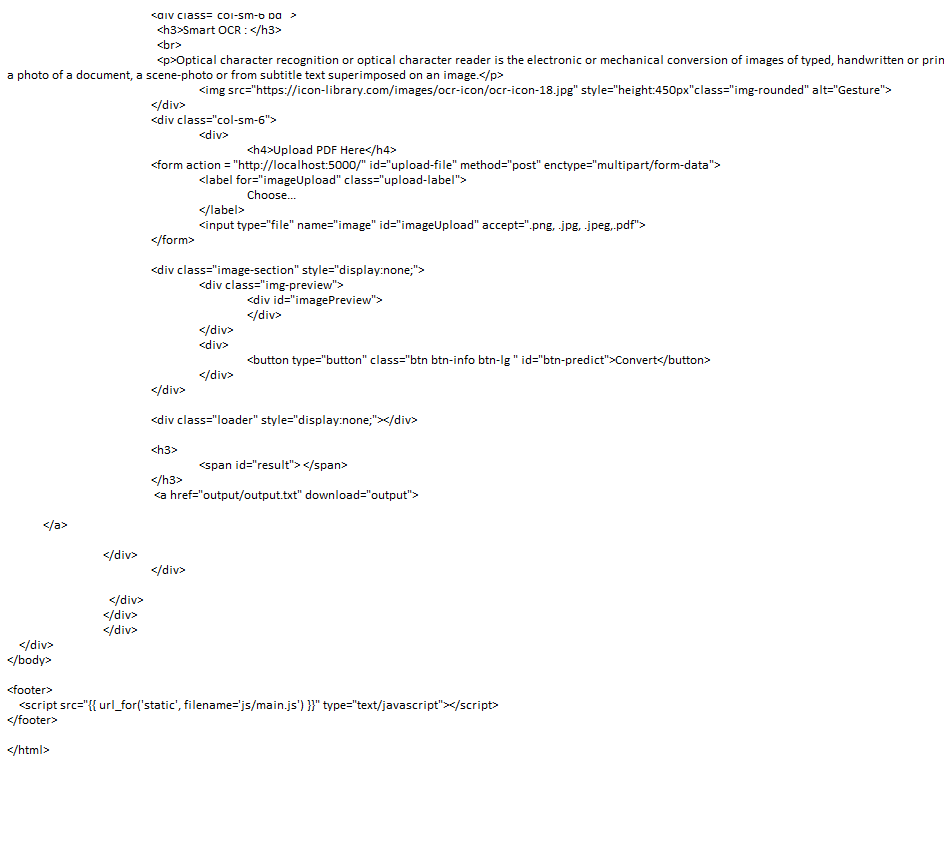 <div class="col-sm-6 bd" >
<h3>Smart OCR : </h3>
<br>
<p>Optical character recognition or optical character reader is the electronic or mechanical conversion of images of typed, handwritten or prin
a photo of a document, a scene-photo or from subtitle text superimposed on an image.</p>
<img src="https://icon-library.com/images/ocr-icon/ocr-icon-18.jpg" style="height:450px"class="img-rounded" alt="Gesture">
</div>
<div class="col-sm-6">
<div>
<h4>Upload PDF Here</h4>
<form action = "http://localhost:5000/" id="upload-file" method="post" enctype="multipart/form-data">
<label for="imageUpload" class="upload-label">
Choose...
</label>
<input type="file" name="image" id="imageUpload" accept=".png, .jpg, .jpeg,.pdf">
</form>
<div class="image-section" style="display:none;">
<div class="img-preview">
<div id="imagePreview">
</div>
</div>
<div>
<button type="button" class="btn btn-info btn-lg " id="btn-predict">Convert</button>
</div>
</div>
<div class="loader" style="display:none;"></div>
<h3>
<span id="result"> </span>
</h3>
<a href="output/output.txt" download="output">
</a>
</div>
</div>
</div>
</div>
</div>
</div>
</body>
<footer>
<script src="{{ url_for('static', filename='js/main.js') }}" type="text/javascript"></script>
</footer>
</html>